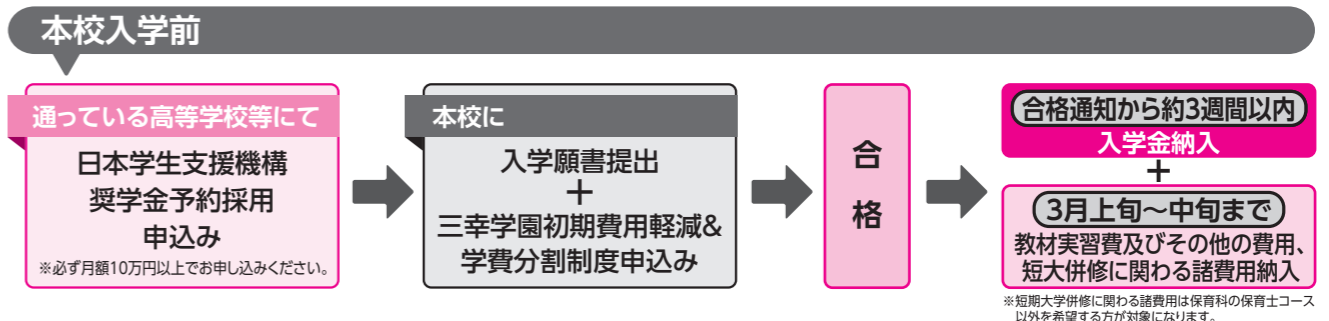 本校入学前
通っている高等学校等にて
日本学生支援機構
奨学金予約採用
申込み
※必ず月額10万円以上でお申し込みください。
本校に
入学願書提出
+
三幸学園初期費用軽減&
学費分割制度申込み
合
格
合格通知から約3週間以内
入学金納入
+
3月上旬~中旬まで
教材実習費及びその他の費用、
短大併修に関わる諸費用納入
※短期大学併修に関わる諸費用は保育科の保育士コース
以外を希望する方が対象になります。